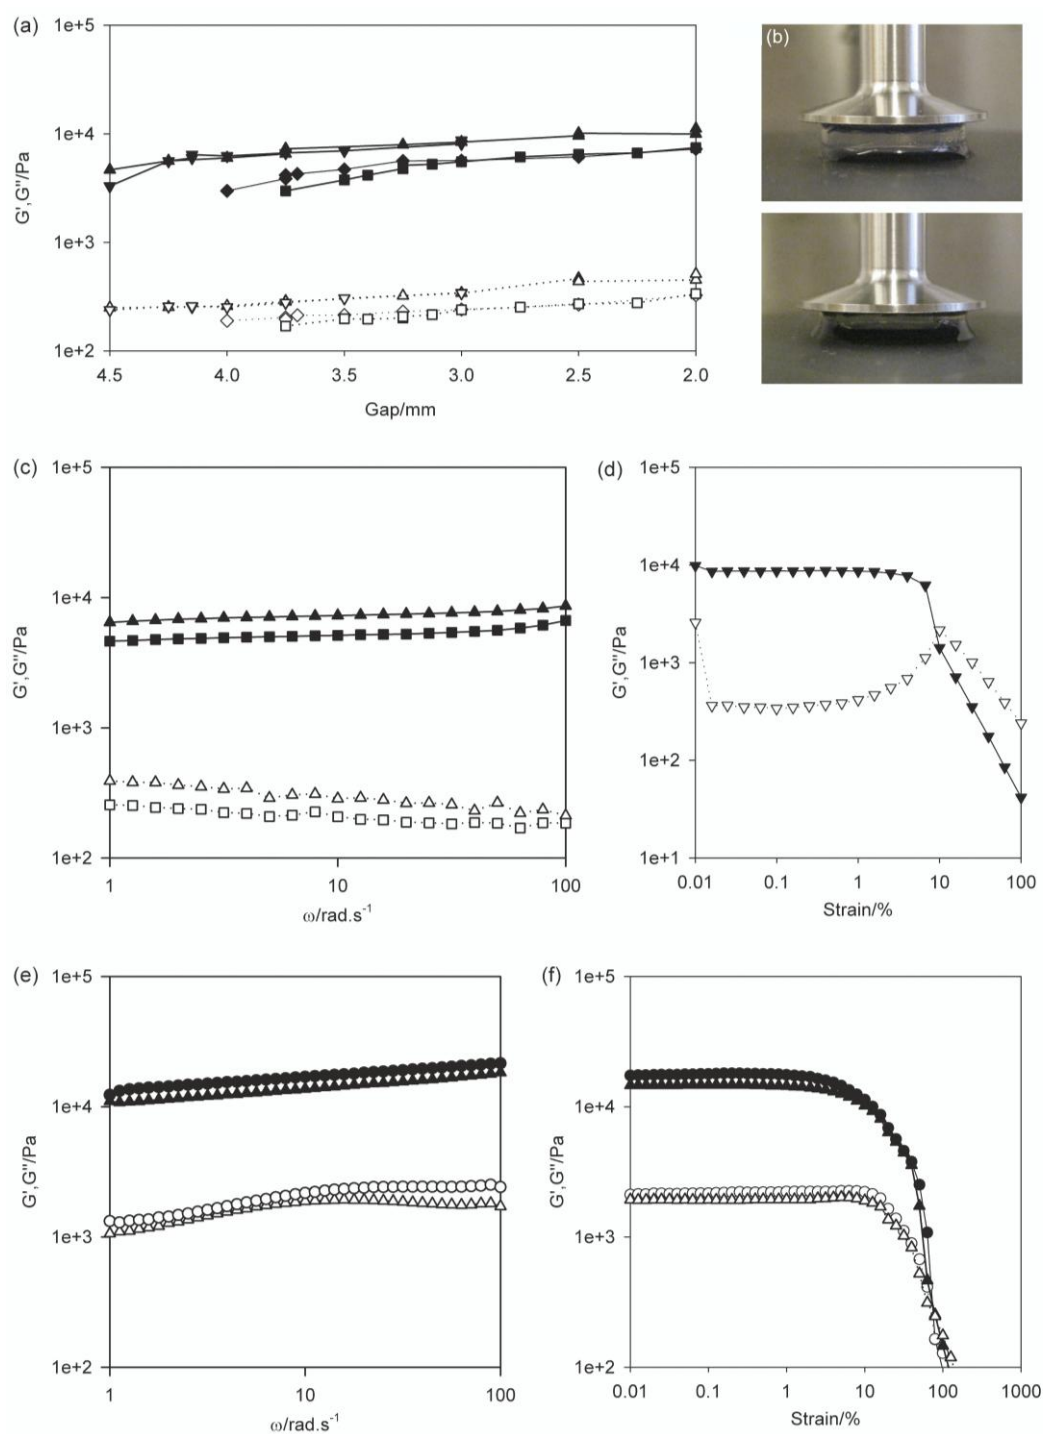 (a)
1e+5
1e+4
1e+3
1e+2
G',G"/Pa
4.5
4.0
3.5
3.0
2.5
2.0
Gap/mm
(b)
(c)
1e+5
1e+4
1e+3
1e+2
G',G"/Pa
1
10
100
ω/rad.s⁻¹
(d)
1e+5
1e+4
1e+3
1e+2
1e+1
G',G"/Pa
0.01
0.1
1
10
100
Strain/%
(e)
1e+5
1e+4
1e+3
1e+2
G',G"/Pa
1
10
100
ω/rad.s⁻¹
(f)
1e+5
1e+4
1e+3
1e+2
G',G"/Pa
0.01
0.1
1
10
100
1000
Strain/%